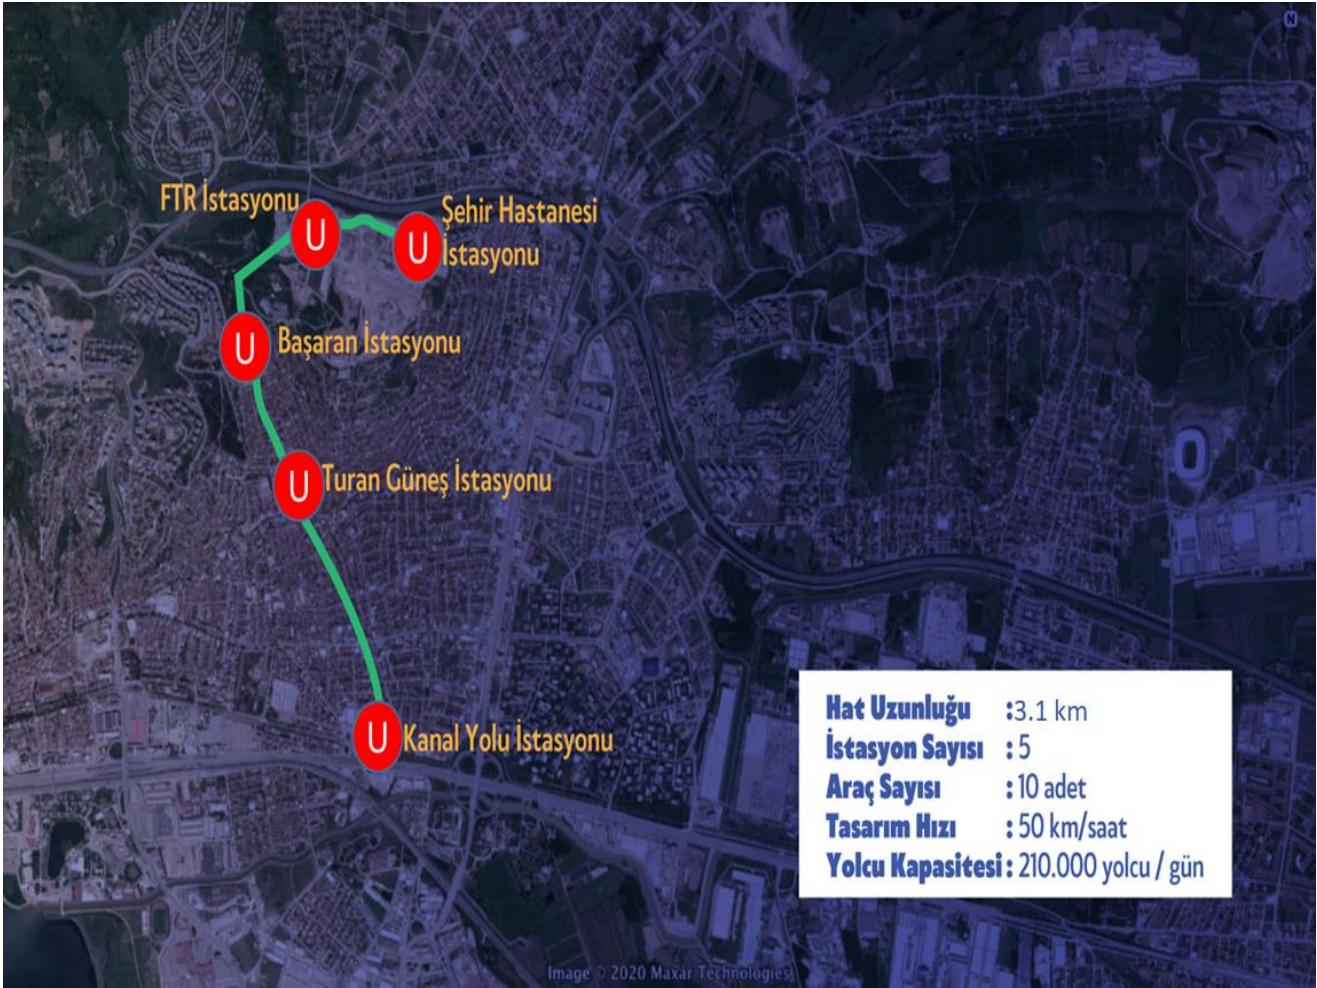 N
FTR İstasyonu
U
U
Şehir Hastanesi
İstasyonu
U
Başaran İstasyonu
U
Turan Güneş İstasyonu
U
Kanal Yolu İstasyonu
Hat Uzunluğu :3.1 km
İstasyon Sayısı : 5
Araç Sayısı : 10 adet
Tasarım Hızı : 50 km/saat
Yolcu Kapasitesi : 210.000 yolcu / gün
Image © 2020 Maxar Technologies